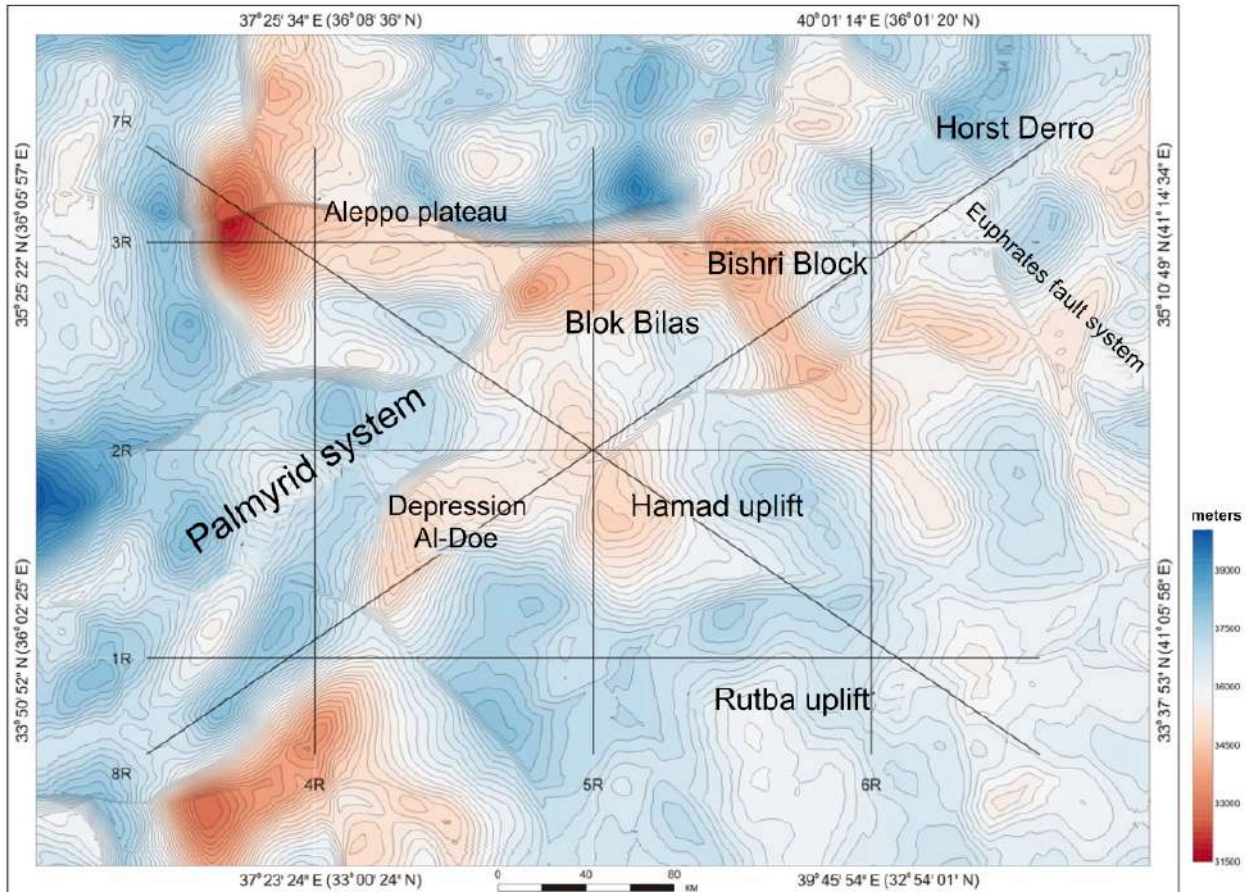 37° 25' 34" E (36° 08' 36" N)
40° 01' 14" E (36° 01' 20" N)
7R
Horst Derro
35° 25' 22" N (36° 05' 57" E)
35° 10' 49" N (41° 14' 34" E)
Aleppo plateau
3R
Bishri Block
Euphrates fault system
Blok Bilas
2R
Palmyrid system
Depression
Al-Doe
Hamad uplift
meters
39000
37500
36000
34500
33000
31500
33° 50' 52" N (36° 02' 25" E)
33° 37' 53" N (41° 05' 58" E)
1R
Rutba uplift
8R
4R
5R
6R
37° 23' 24" E (33° 00' 24" N)
0
40
80
KM
39° 45' 54" E (32° 54' 01" N)